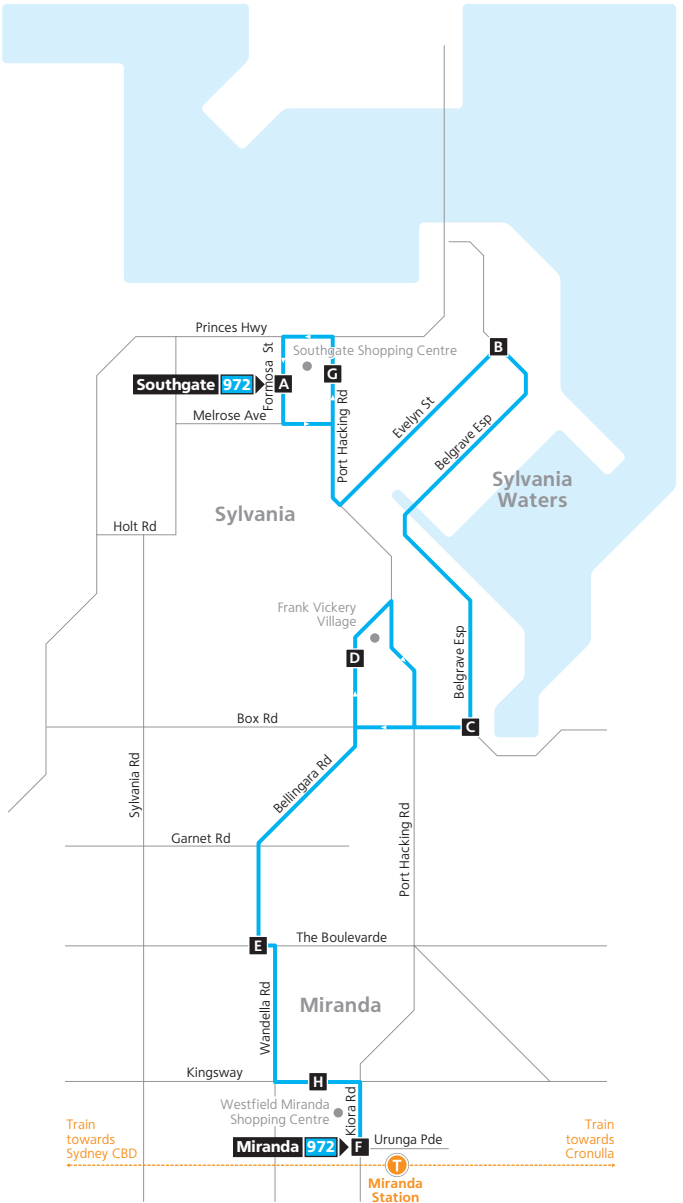 Princes Hwy
Southgate Shopping Centre
B
Formosa St
G
Southgate 972
A
Melrose Ave
Port Hacking Rd
Evelyn St
Belgrave Esp
Sylvania
Waters
Sylvania
Holt Rd
Frank Vickery
Village
D
Belgrave Esp
Box Rd
C
Sylvania Rd
Bellingara Rd
Port Hacking Rd
Garnet Rd
E
The Boulevarde
Wandella Rd
Miranda
Kingsway
H
Westfield Miranda
Shopping Centre
Kiora Rd
Miranda 972
F
Urunga Pde
Train
towards
Sydney CBD
Train
towards
Cronulla
T
Miranda
Station